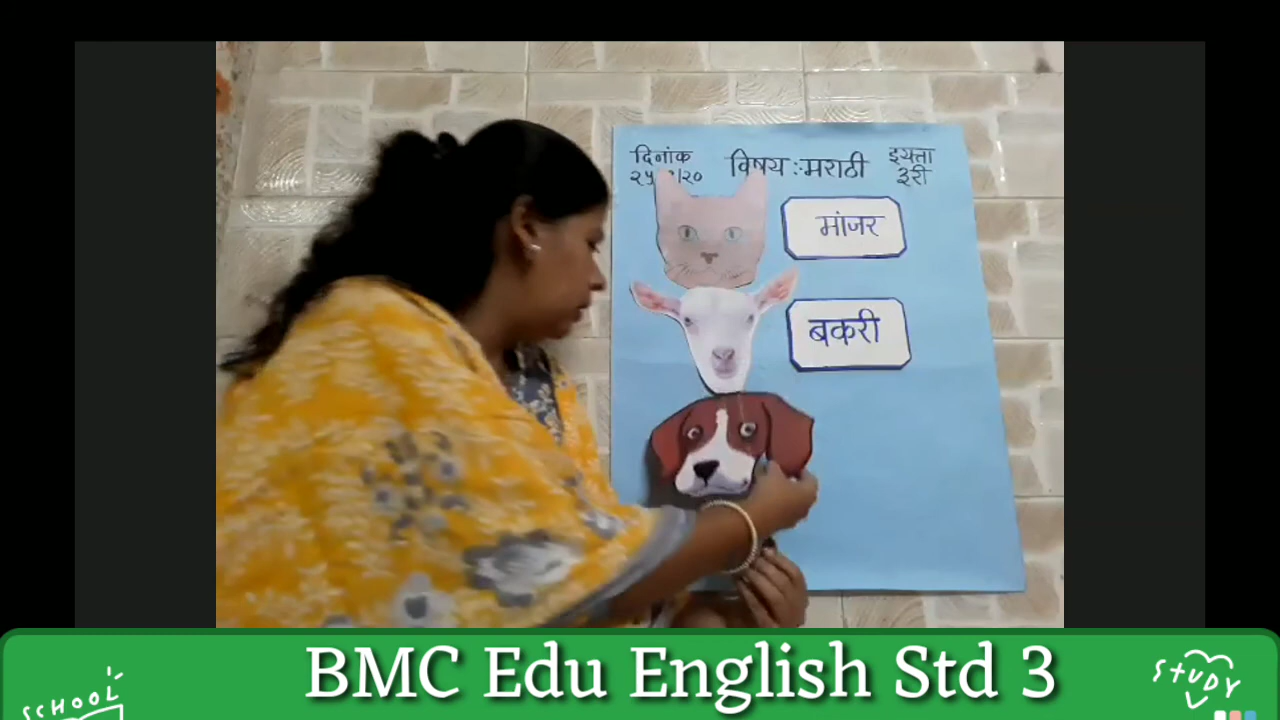 दिनांक
विषय :- मराठी
इयत्ता
३री
मांजर
बकरी
BMC Edu English Std 3
SCHOOL
STUDY